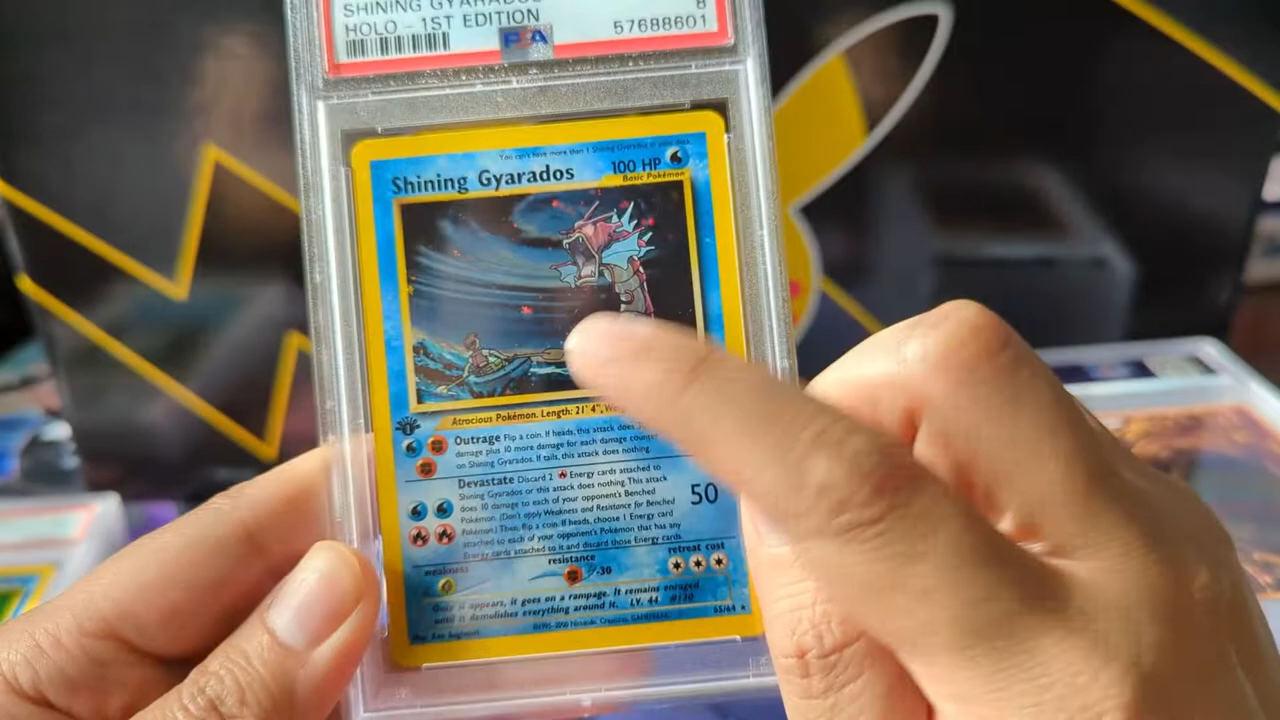 SHINING GYARADOS
HOLO - 1ST EDITION
8
57688601
PSA
You can't have more than 1 Shining Gyarados in your deck.
Shining Gyarados 100 HP
Basic Pokémon
Atrocious Pokémon. Length: 21' 4",
Outrage Flip a coin. If heads, this attack does
damage plus 10 more damage for each damage counter
on Shining Gyarados. If tails, this attack does nothing.
Devastate Discard 2 Energy cards attached to
Shining Gyarados or this attack does nothing. This attack
does 10 damage to each of your opponent's Benched
Pokémon. (Don't apply Weakness and Resistance for Benched
Pokémon.) Then, flip a coin. If heads, choose 1 Energy card
attached to each of your opponent's Pokémon that has any
Energy cards attached to it and discard those Energy cards.
50
weakness
resistance
-30
retreat cost
Once it appears, it goes on a rampage. It remains enraged
until it demolishes everything around it. LV. 44 #130
65/64